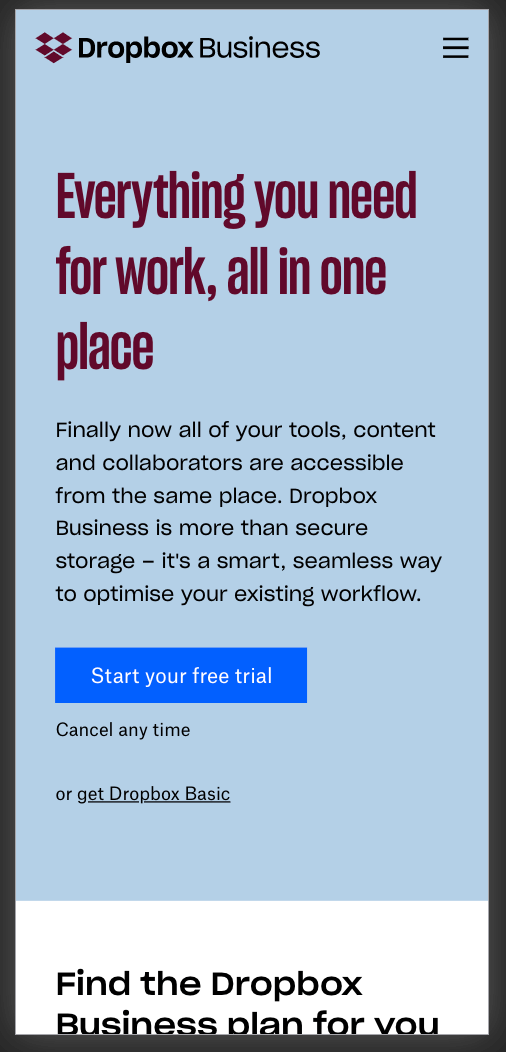 Dropbox Business
Everything you need
for work, all in one
place
Finally now all of your tools, content
and collaborators are accessible
from the same place. Dropbox
Business is more than secure
storage – it's a smart, seamless way
to optimise your existing workflow.
Start your free trial
Cancel any time
or get Dropbox Basic
Find the Dropbox
Business plan for you